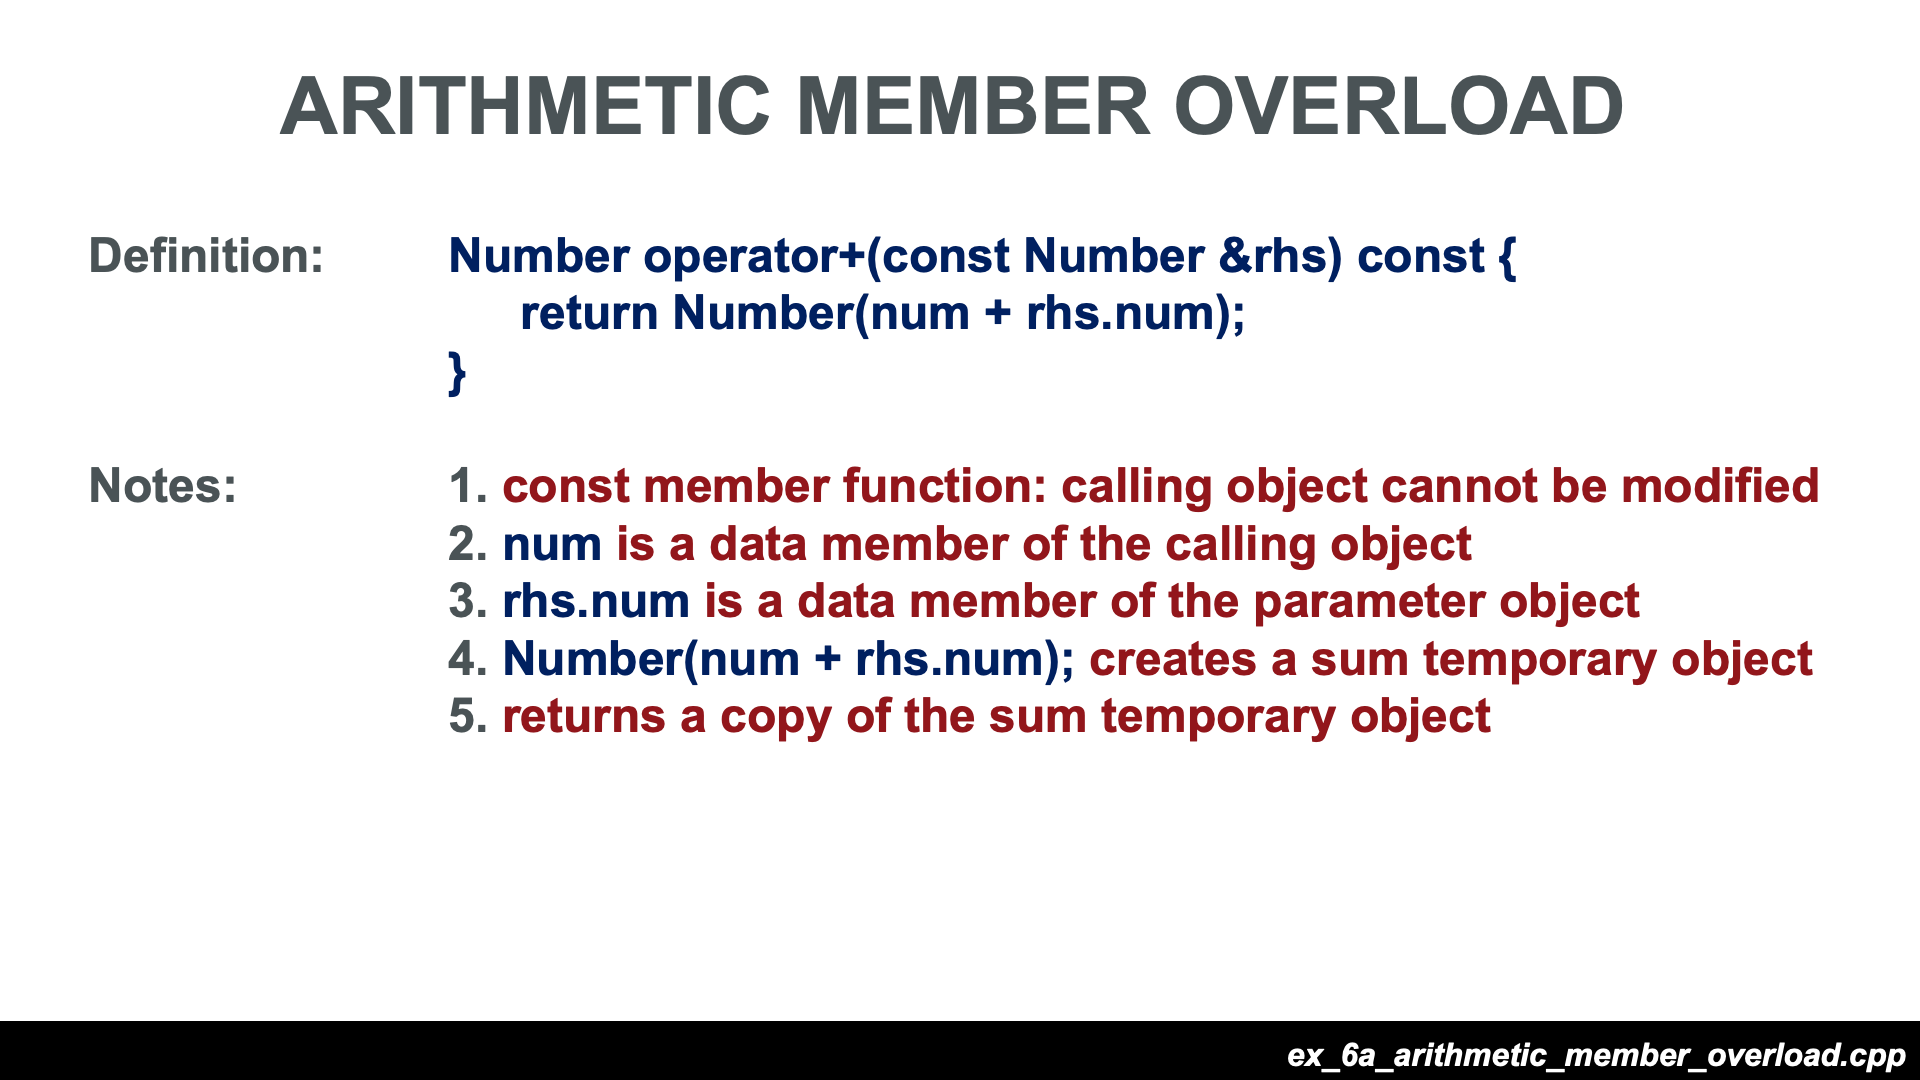 ARITHMETIC MEMBER OVERLOAD
Definition: Number operator+(const Number &rhs) const {
return Number(num + rhs.num);
}
Notes: 1. const member function: calling object cannot be modified
2. num is a data member of the calling object
3. rhs.num is a data member of the parameter object
4. Number(num + rhs.num); creates a sum temporary object
5. returns a copy of the sum temporary object
ex_6a_arithmetic_member_overload.cpp